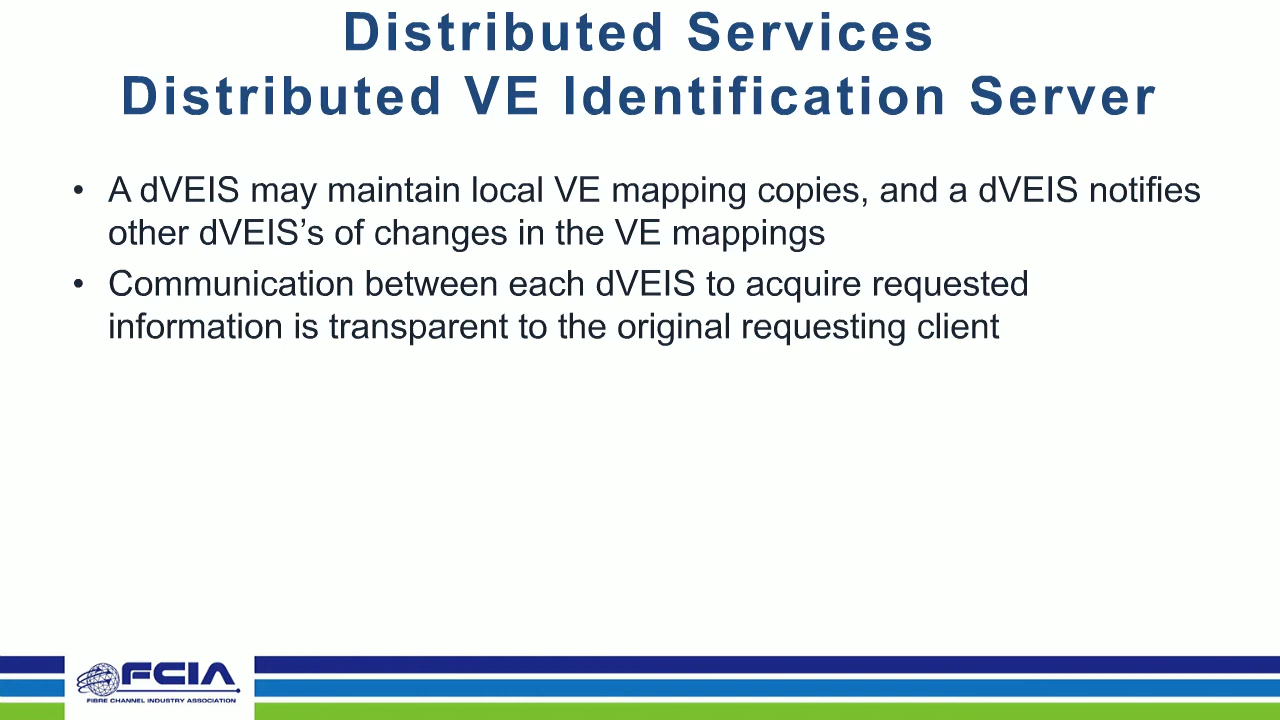 Distributed Services
Distributed VE Identification Server
• A dVEIS may maintain local VE mapping copies, and a dVEIS notifies
other dVEIS’s of changes in the VE mappings
• Communication between each dVEIS to acquire requested
information is transparent to the original requesting client
FCIA
FIBRE CHANNEL INDUSTRY ASSOCIATION